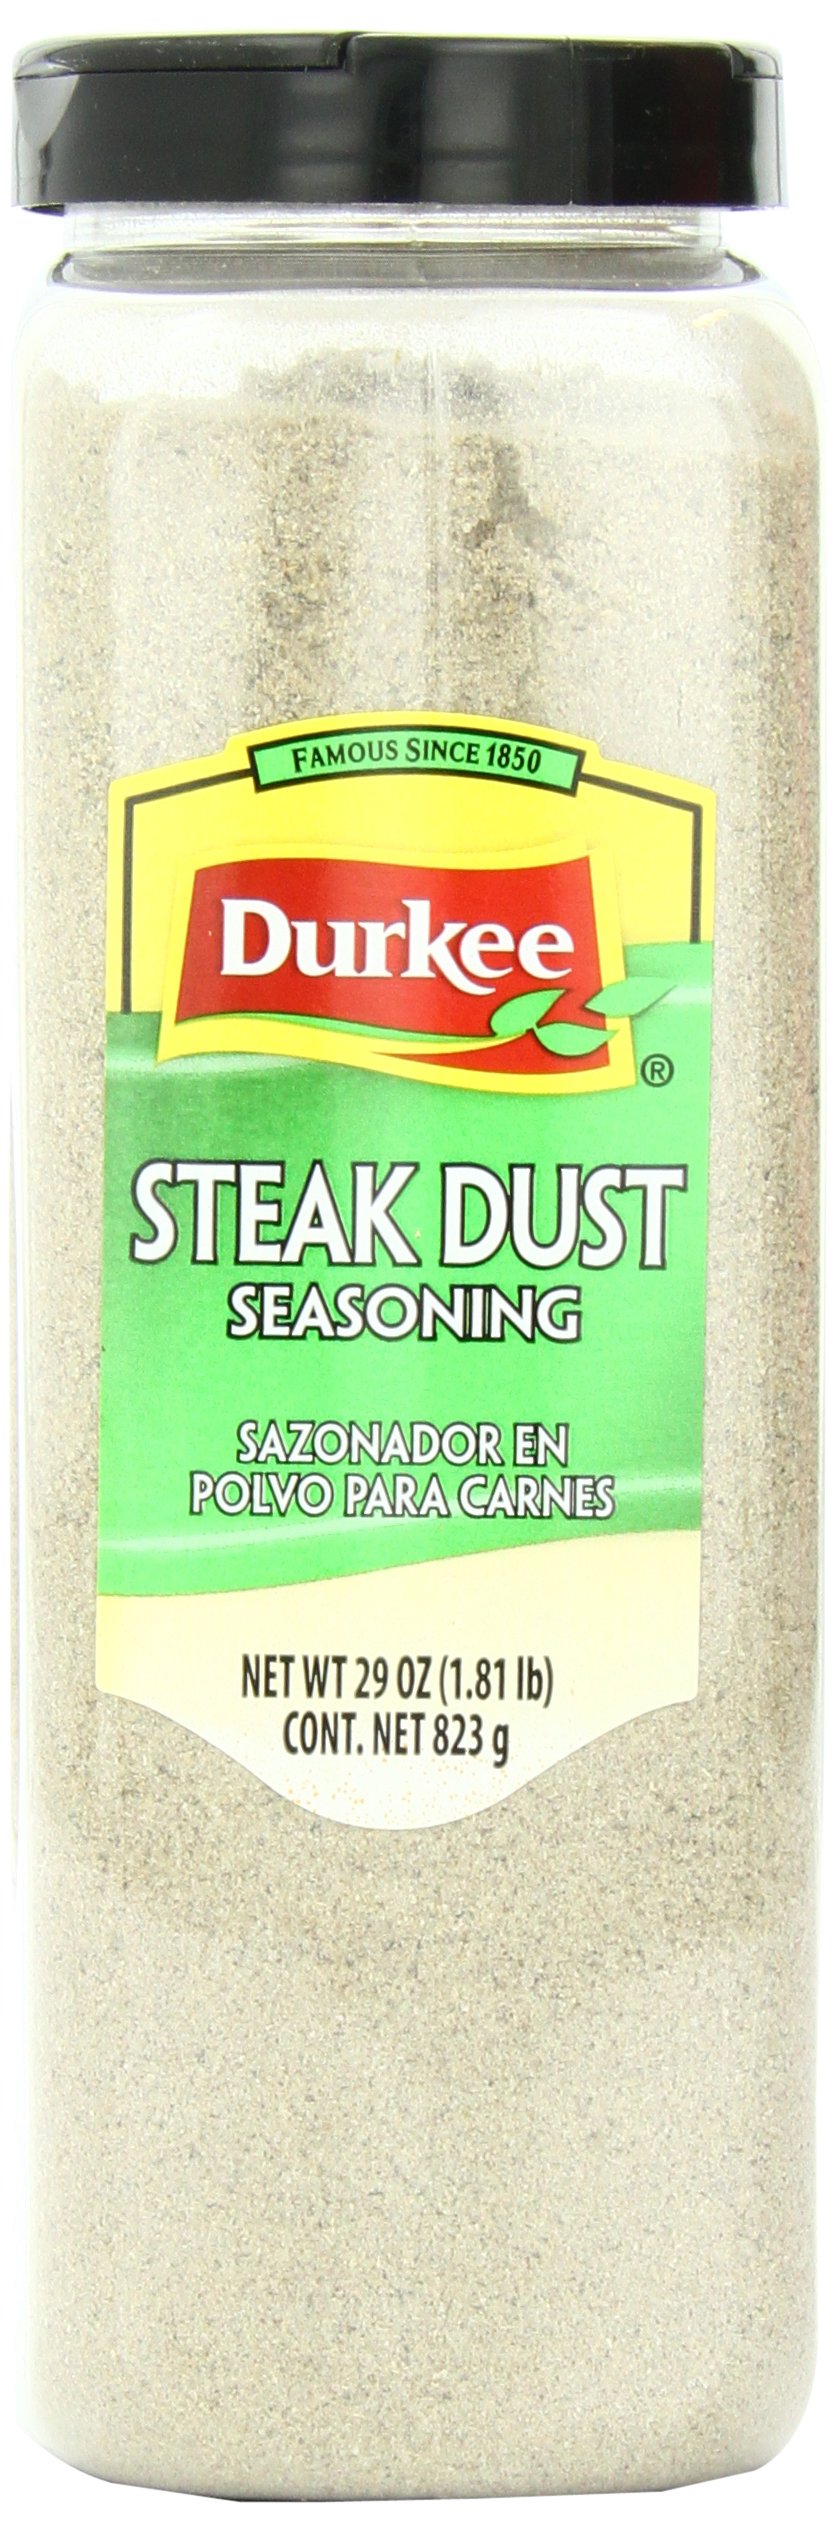 FAMOUS SINCE 1850
Durkee
®
STEAK DUST
SEASONING
SAZONADOR EN
POLVO PARA CARNES
NET WT 29 OZ (1.81 lb)
CONT. NET 823 g